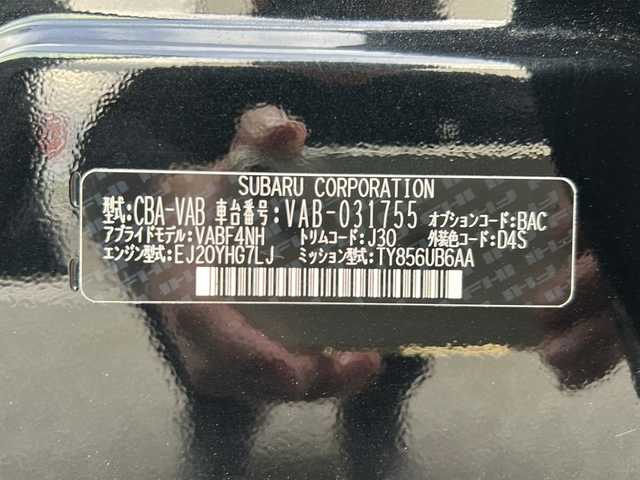 SUBARU CORPORATION
型式:CBA-VAB 車台番号:VAB-031755 オプションコード:BAC
アプライドモデル:VABF4NH トリムコード:J30 外装色コード:D4S
エンジン型式:EJ20YHG7LJ ミッション型式:TY856UB6AA